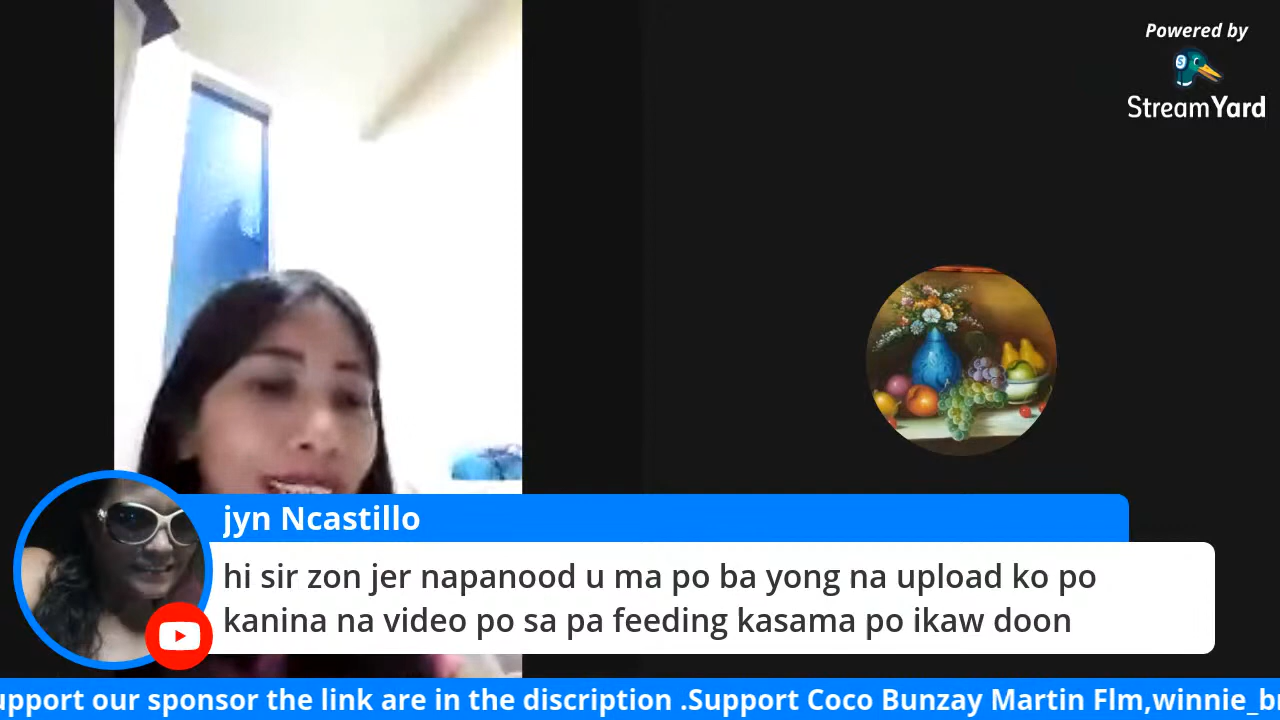 Powered by
StreamYard
jyn Ncastillo
hi sir zon jer napanood u ma po ba yong na upload ko po
kanina na video po sa pa feeding kasama po ikaw doon
upport our sponsor the link are in the discription .Support Coco Bunzay Martin Flm,winnie_b